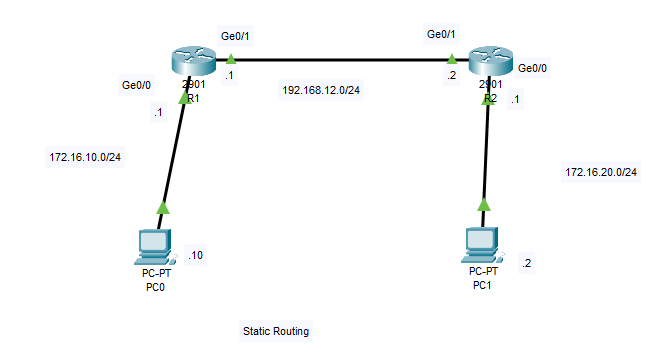 Ge0/1
Ge0/1
.1
.2
2901
R1
192.168.12.0/24
2901
R2
Ge0/0
Ge0/0
.1
.1
172.16.10.0/24
172.16.20.0/24
.10
PC-PT
PC0
PC-PT
PC1
.2
Static Routing